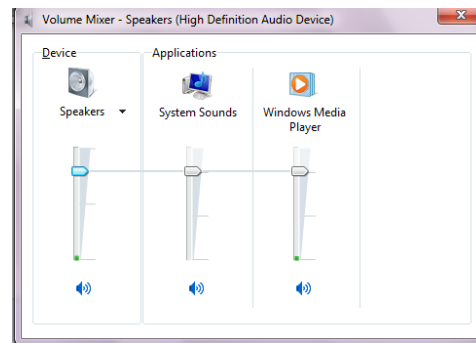 Volume Mixer - Speakers (High Definition Audio Device)
Device
Applications
Speakers
System Sounds
Windows Media
Player